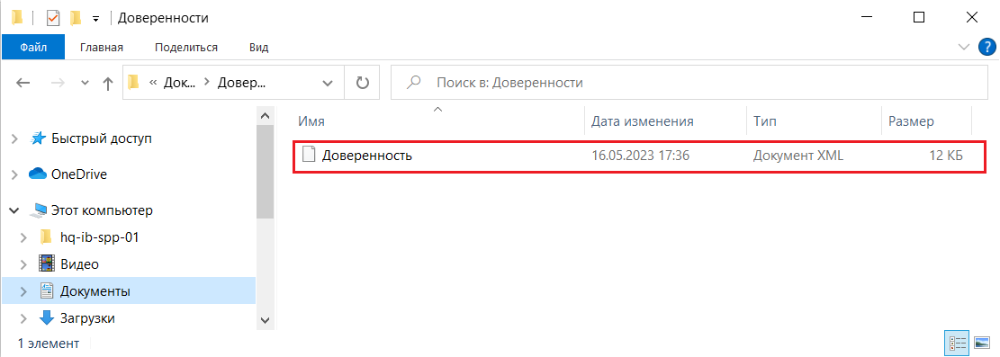 Доверенности
Файл Главная Поделиться Вид
« Док... Довер... Поиск в: Доверенности
Имя Дата изменения Тип Размер
Быстрый доступ
Доверенность 16.05.2023 17:36 Документ XML 12 КБ
OneDrive
Этот компьютер
hq-ib-spp-01
Видео
Документы
Загрузки
1 элемент